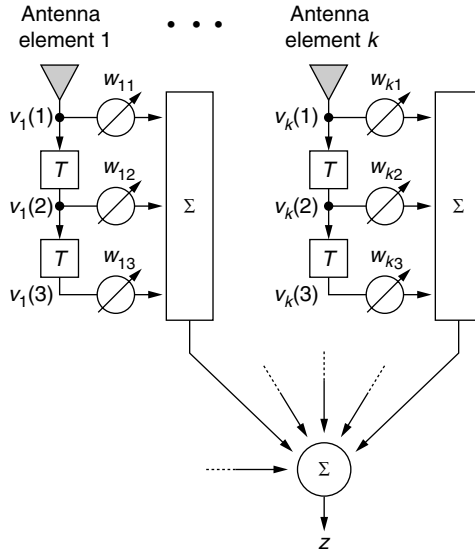 Antenna
element 1
• • •
Antenna
element k
w11
wk1
v1(1)
vk(1)
T
T
w12
wk2
v1(2)
Σ
vk(2)
Σ
T
T
w13
wk3
v1(3)
vk(3)
Σ
z